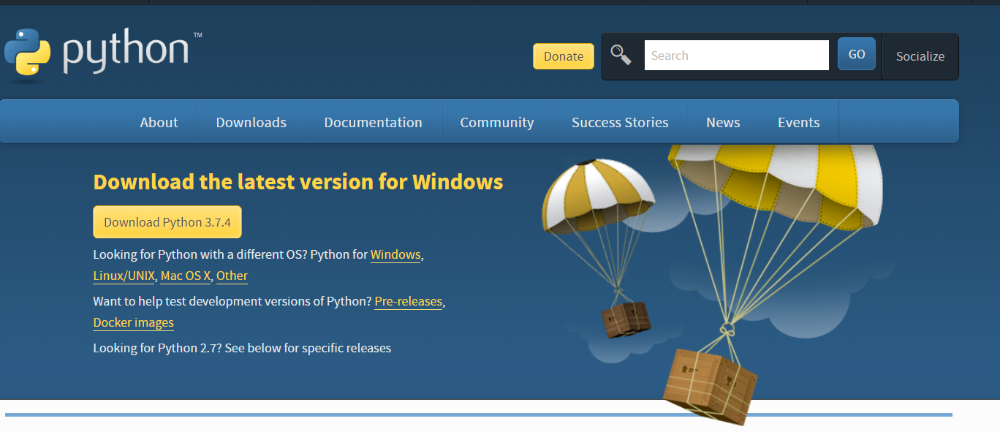 python™
Donate
Search
GO
Socialize
About
Downloads
Documentation
Community
Success Stories
News
Events
Download the latest version for Windows
Download Python 3.7.4
Looking for Python with a different OS? Python for Windows,
Linux/UNIX, Mac OS X, Other
Want to help test development versions of Python? Pre-releases,
Docker images
Looking for Python 2.7? See below for specific releases